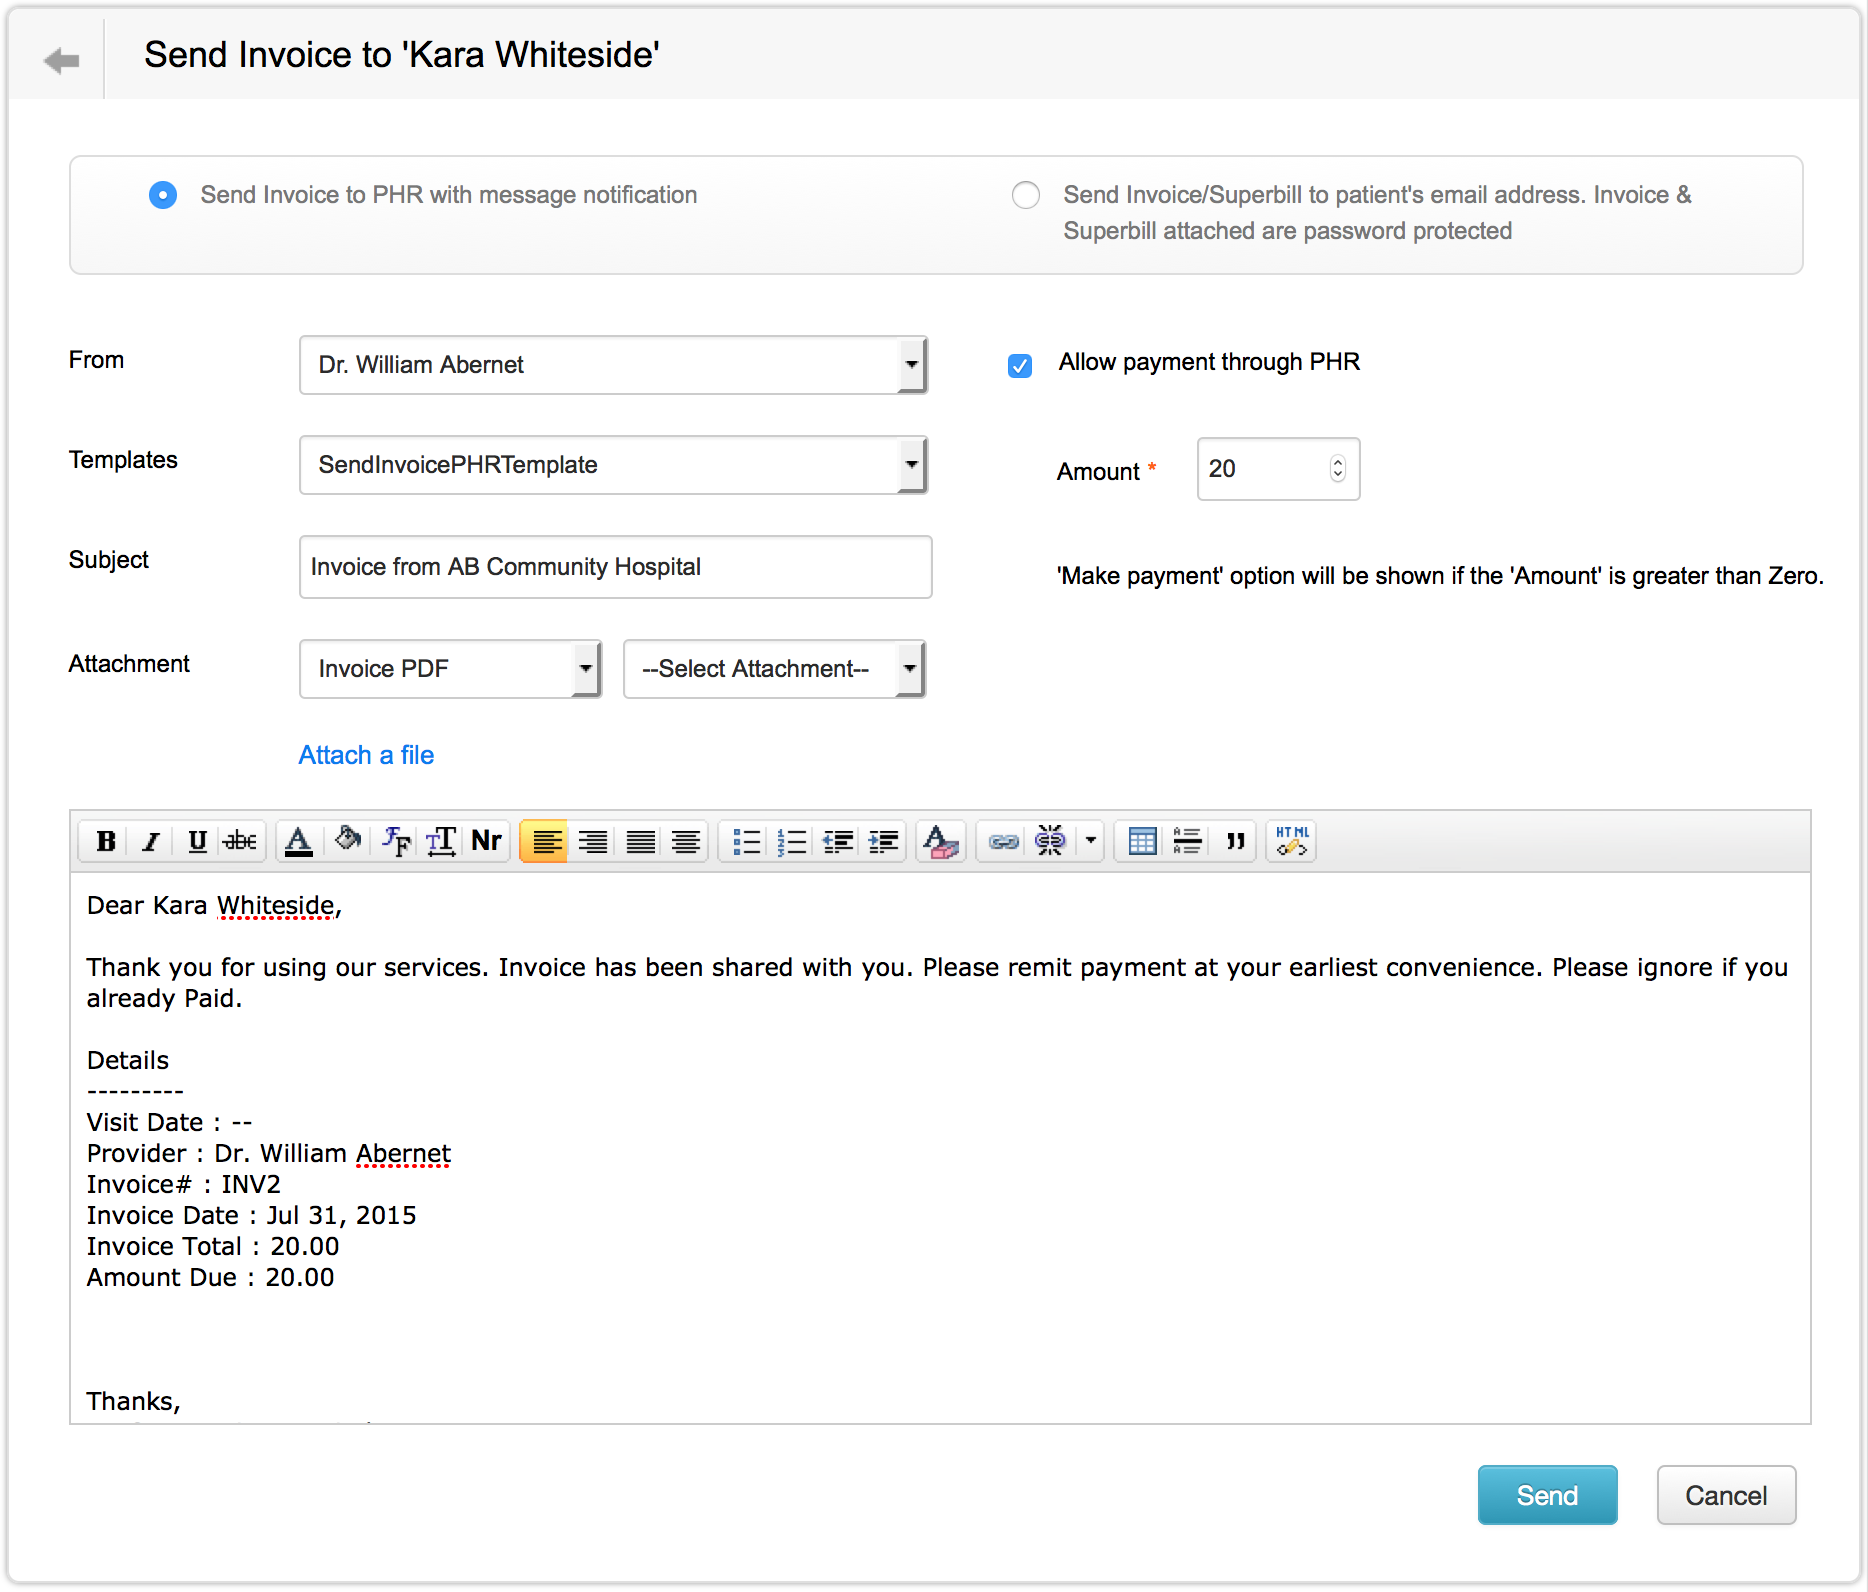 Send Invoice to 'Kara Whiteside'
Send Invoice to PHR with message notification
Send Invoice/Superbill to patient's email address. Invoice &
Superbill attached are password protected
From
Dr. William Abernet
Allow payment through PHR
Templates
SendInvoicePHRTemplate
Amount *
20
Subject
Invoice from AB Community Hospital
'Make payment' option will be shown if the 'Amount' is greater than Zero.
Attachment
Invoice PDF
--Select Attachment--
Attach a file
B I U abc A F F T T Nr HTML
Dear Kara Whiteside,
Thank you for using our services. Invoice has been shared with you. Please remit payment at your earliest convenience. Please ignore if you
already Paid.
Details
---------
Visit Date : --
Provider : Dr. William Abernet
Invoice# : INV2
Invoice Date : Jul 31, 2015
Invoice Total : 20.00
Amount Due : 20.00
Thanks,
Send
Cancel